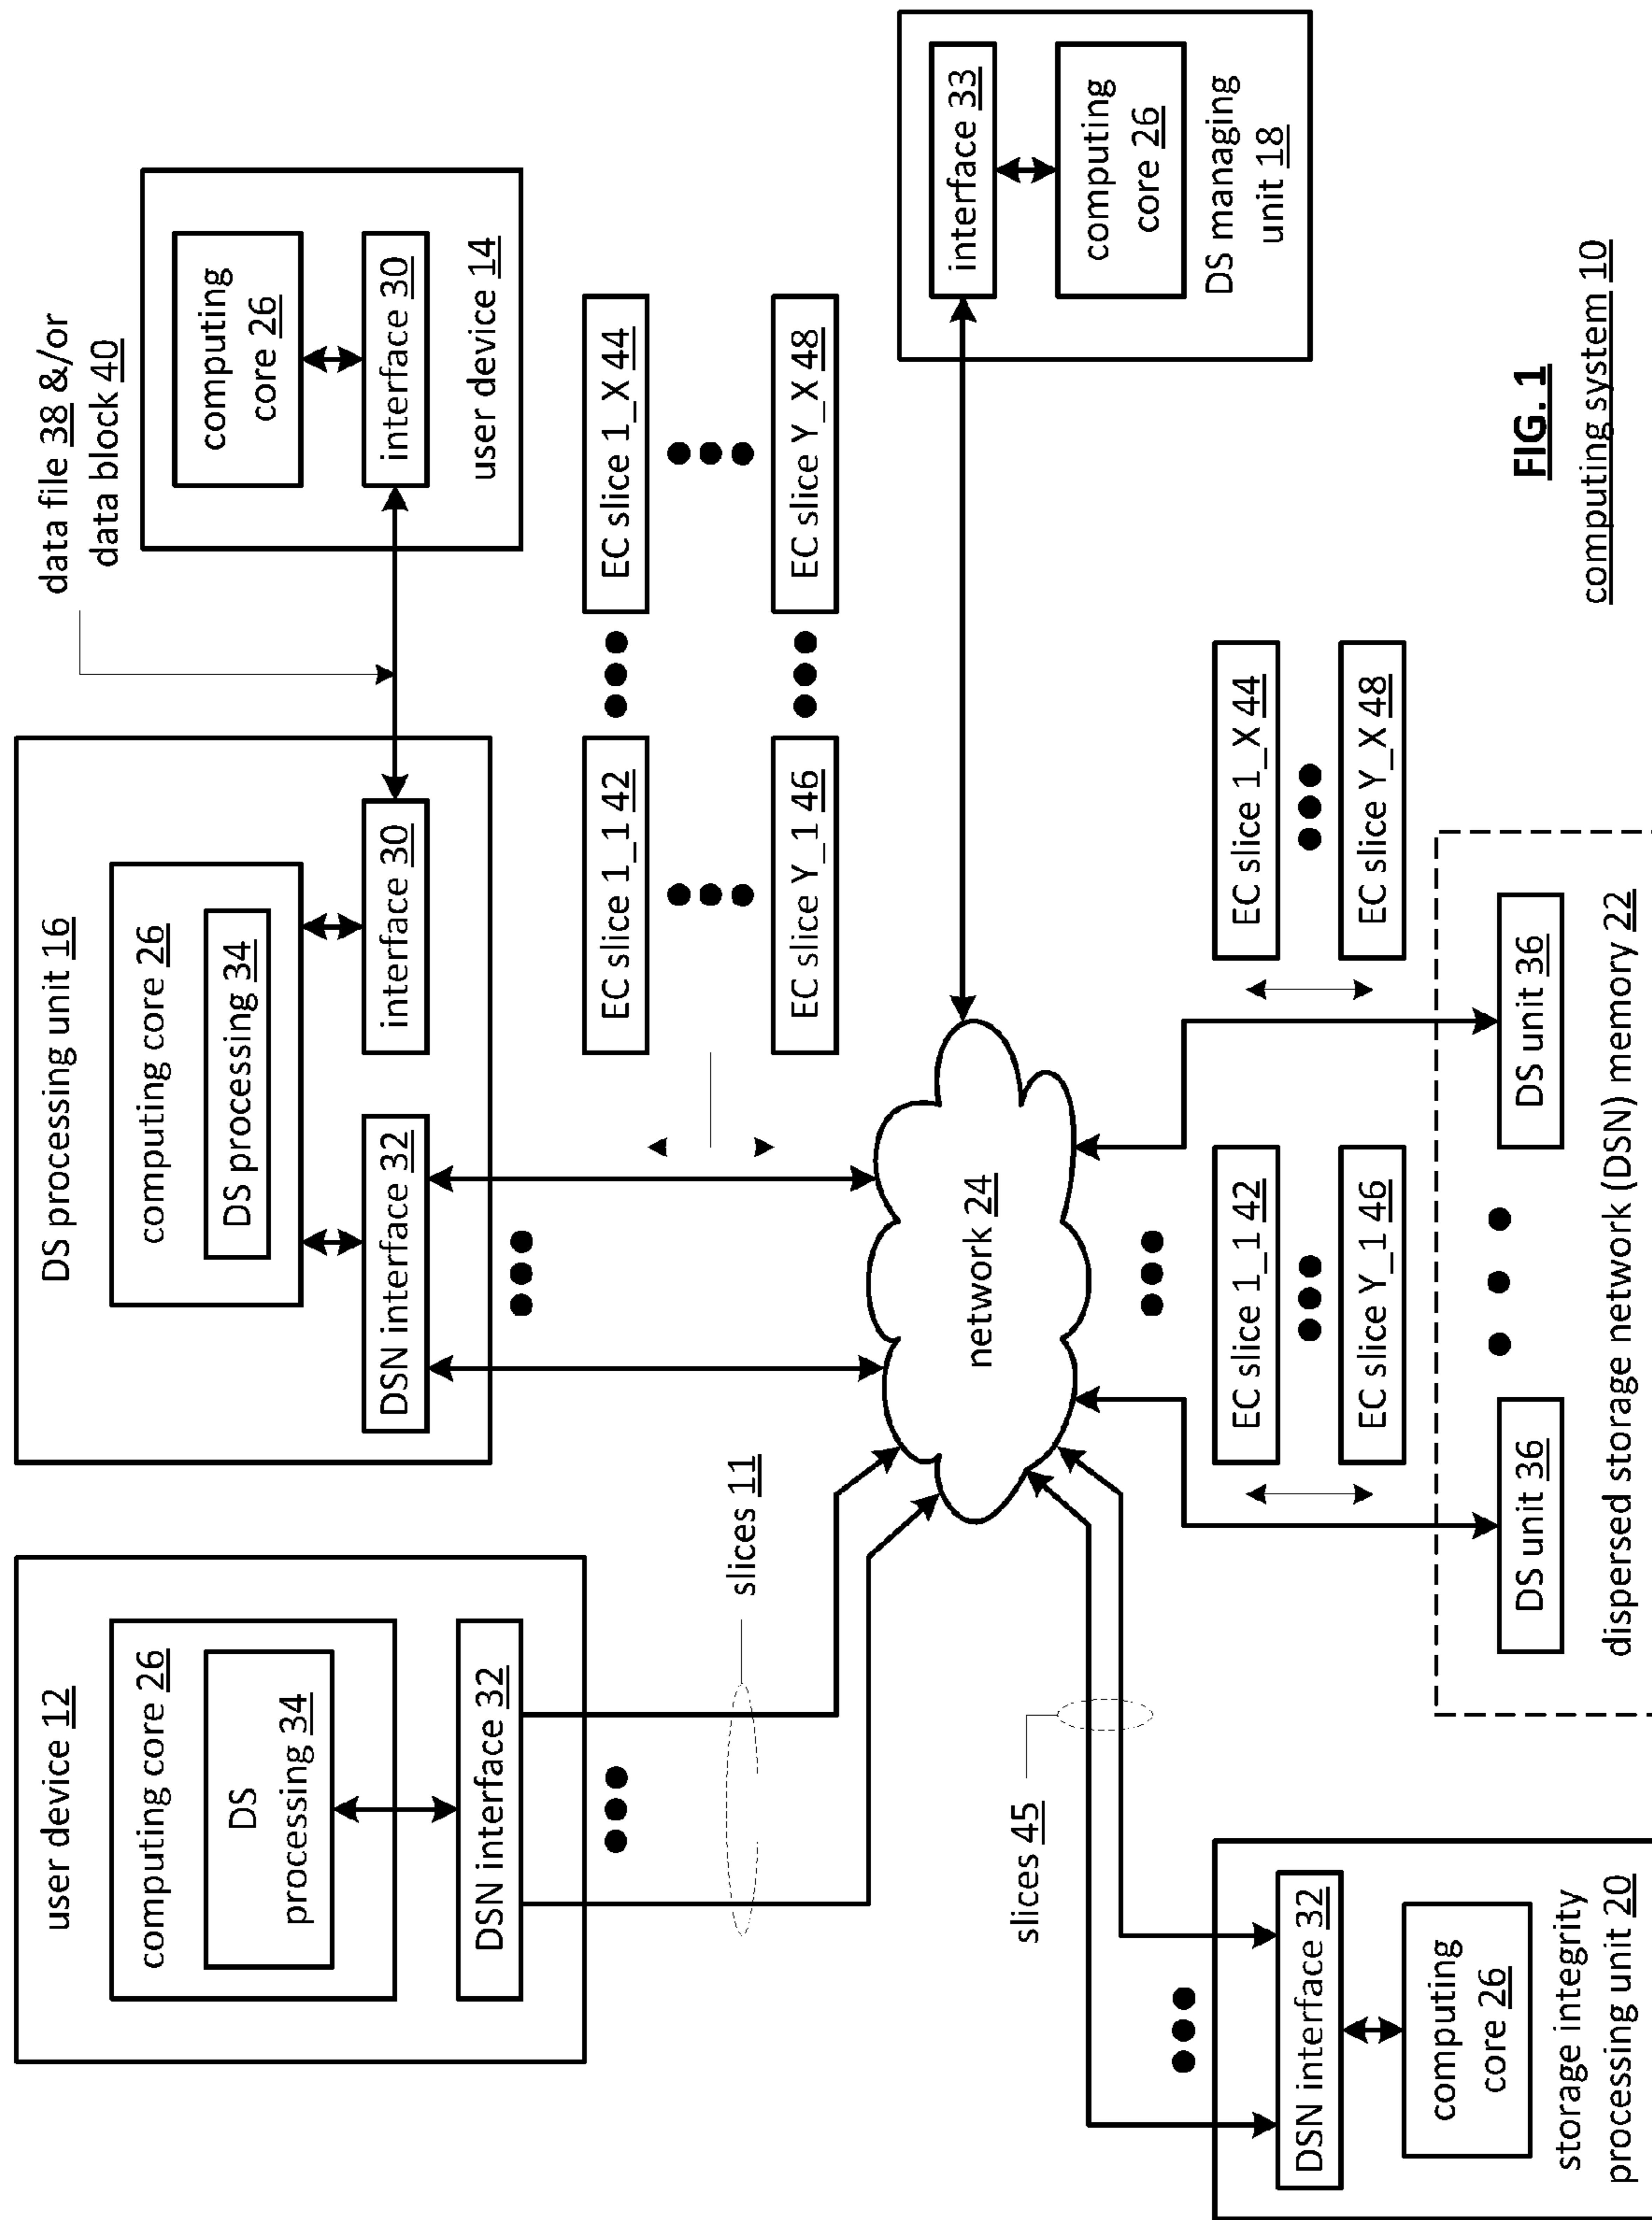 user device 12
computing core 26
DS
processing 34
DSN interface 32
slices 11
DS processing unit 16
computing core 26
DS processing 34
DSN interface 32
interface 30
data file 38 &/or
data block 40
computing
core 26
interface 30
user device 14
EC slice 1_1 42
EC slice 1_X 44
EC slice Y_1 46
EC slice Y_X 48
network 24
interface 33
computing
core 26
DS managing
unit 18
slices 45
DSN interface 32
computing
core 26
storage integrity
processing unit 20
EC slice 1_1 42
EC slice Y_1 46
EC slice 1_X 44
EC slice Y_X 48
DS unit 36
DS unit 36
dispersed storage network (DSN) memory 22
FIG. 1
computing system 10